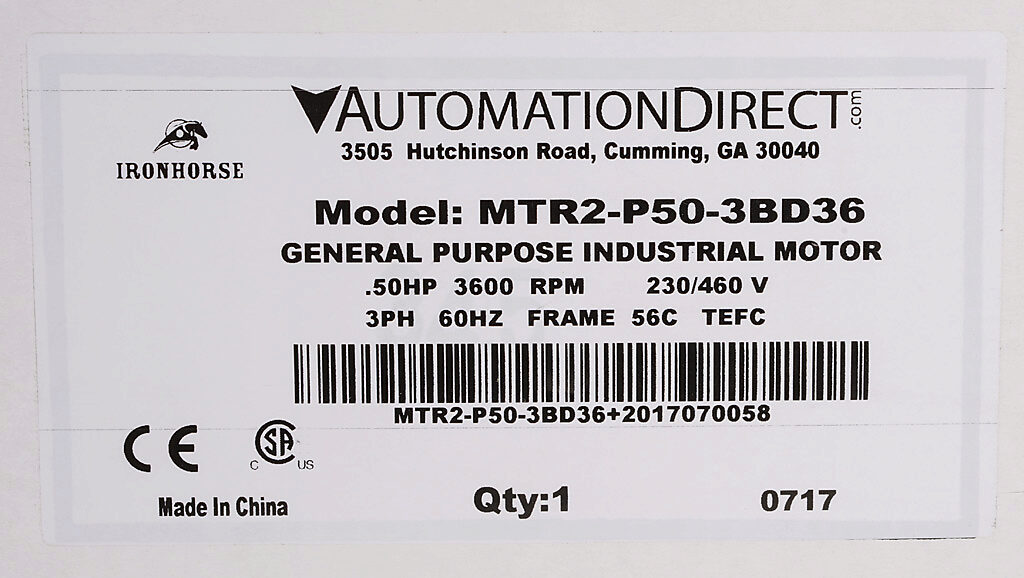 AUTOMATIONDIRECT.com
3505 Hutchinson Road, Cumming, GA 30040
IRONHORSE
Model: MTR2-P50-3BD36
GENERAL PURPOSE INDUSTRIAL MOTOR
.50HP 3600 RPM 230/460 V
3PH 60HZ FRAME 56C TEFC
MTR2-P50-3BD36+2017070058
CE C SA US
Made In China Qty:1 0717